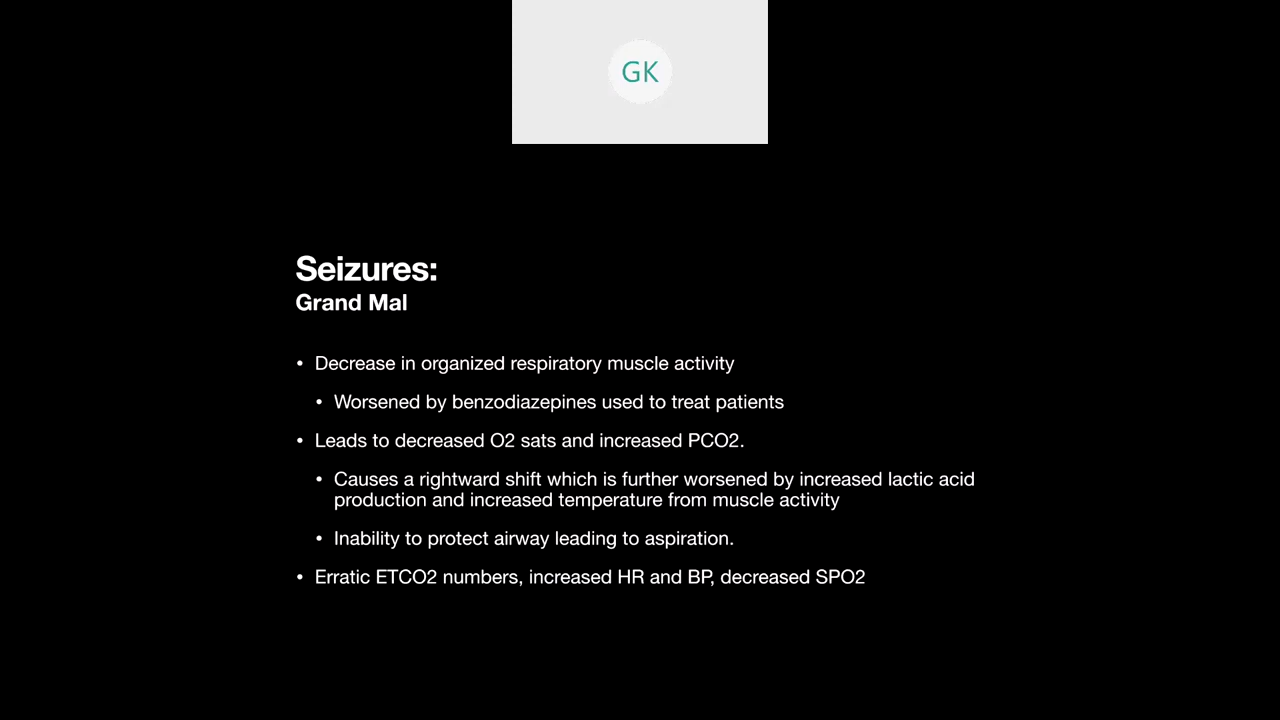 GK
Seizures:
Grand Mal
• Decrease in organized respiratory muscle activity
• Worsened by benzodiazepines used to treat patients
• Leads to decreased O2 sats and increased PCO2.
• Causes a rightward shift which is further worsened by increased lactic acid
production and increased temperature from muscle activity
• Inability to protect airway leading to aspiration.
• Erratic ETCO2 numbers, increased HR and BP, decreased SPO2